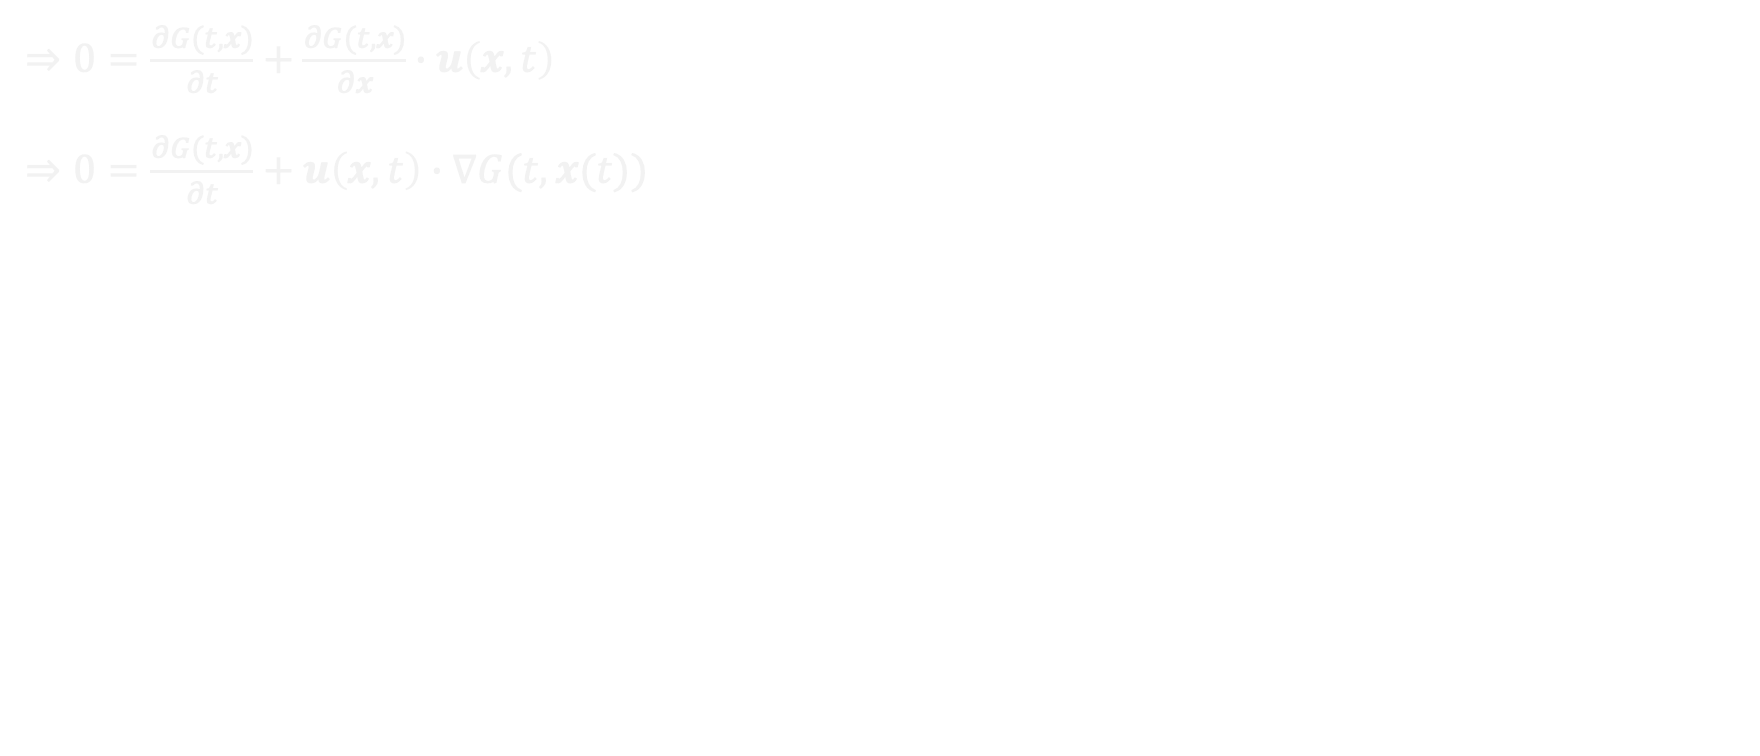 ⇒ 0 = ∂G(t,𝒙)/∂t + ∂G(t,𝒙)/∂𝒙 · 𝒖(𝒙, t)
⇒ 0 = ∂G(t,𝒙)/∂t + 𝒖(𝒙, t) · ∇G(t, 𝒙(t))